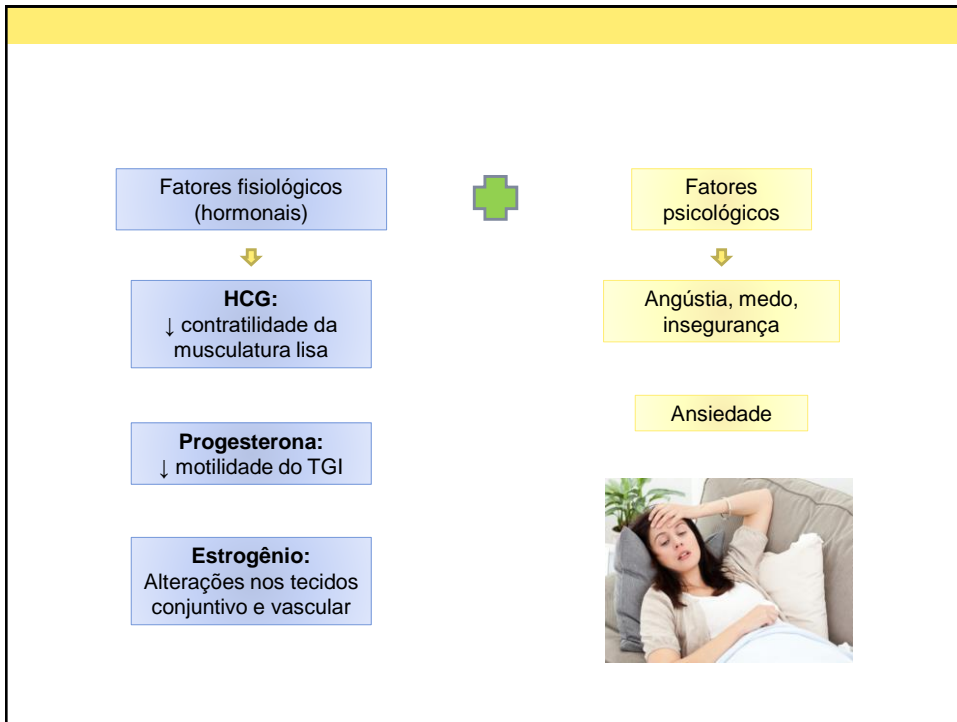 Fatores fisiológicos
(hormonais)
HCG:
↓ contratilidade da
musculatura lisa
Progesterona:
↓ motilidade do TGI
Estrogênio:
Alterações nos tecidos
conjuntivo e vascular
Fatores
psicológicos
Angústia, medo,
insegurança
Ansiedade